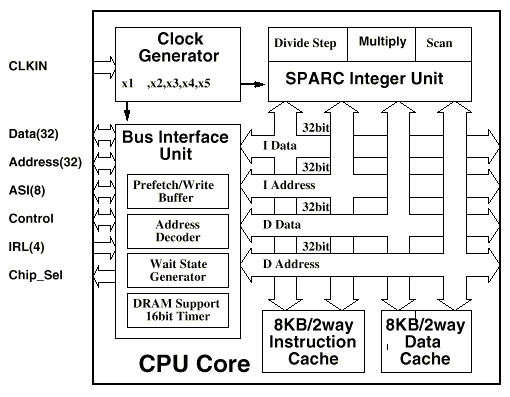 Clock
Generator
x1 ,x2,x3,x4,x5
Divide Step
Multiply
Scan
SPARC Integer Unit
CLKIN
Data(32)
Address(32)
ASI(8)
Control
IRL(4)
Chip_Sel
Bus Interface
Unit
Prefetch/Write
Buffer
Address
Decoder
Wait State
Generator
DRAM Support
16bit Timer
32bit
I Data
32bit
I Address
32bit
D Data
32bit
D Address
8KB/2way
Instruction
Cache
8KB/2way
Data
Cache
CPU Core